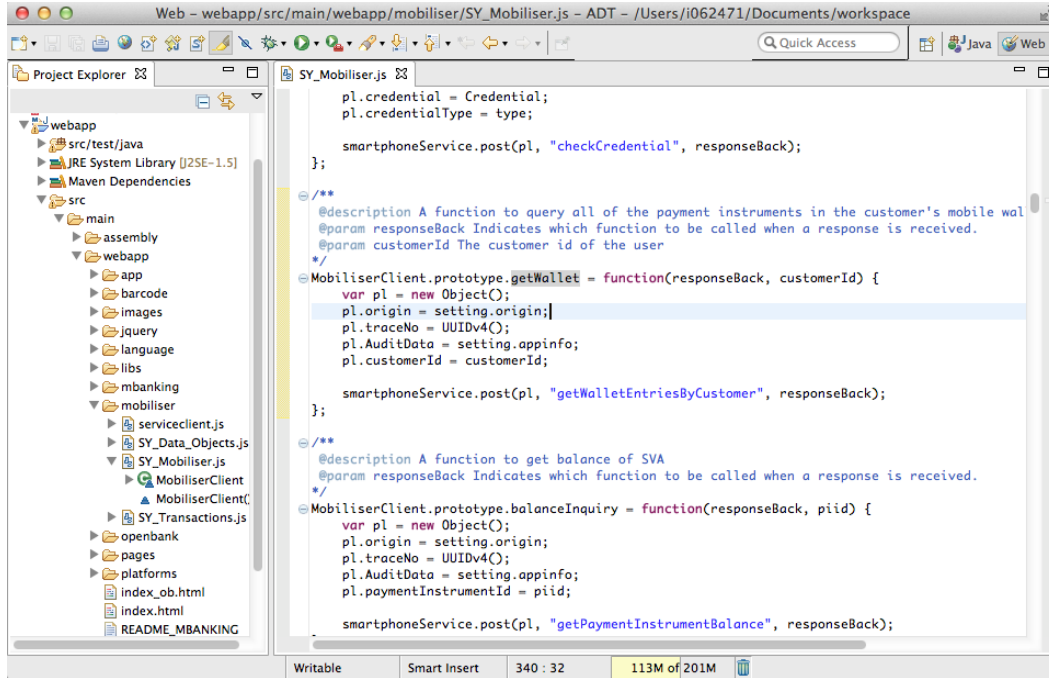 Web – webapp/src/main/webapp/mobiliser/SY_Mobiliser.js – ADT – /Users/i062471/Documents/workspace
Quick Access
Java
Web
Project Explorer
webapp
src/test/java
JRE System Library [J2SE-1.5]
Maven Dependencies
src
main
assembly
webapp
app
barcode
images
jquery
language
libs
mbanking
mobiliser
serviceclient.js
SY_Data_Objects.js
SY_Mobiliser.js
MobiliserClient
MobiliserClient(
SY_Transactions.js
openbank
pages
platforms
index_ob.html
index.html
README_MBANKING
SY_Mobiliser.js
pl.credential = Credential;
pl.credentialType = type;
smartphoneService.post(pl, "checkCredential", responseBack);
};
/**
@description A function to query all of the payment instruments in the customer's mobile wal
@param responseBack Indicates which function to be called when a response is received.
@param customerId The customer id of the user
*/
MobiliserClient.prototype.getWallet = function(responseBack, customerId) {
var pl = new Object();
pl.origin = setting.origin;
pl.traceNo = UUIDv4();
pl.AuditData = setting.appinfo;
pl.customerId = customerId;
smartphoneService.post(pl, "getWalletEntriesByCustomer", responseBack);
};
/**
@description A function to get balance of SVA
@param responseBack Indicates which function to be called when a response is received.
*/
MobiliserClient.prototype.balanceInquiry = function(responseBack, piid) {
var pl = new Object();
pl.origin = setting.origin;
pl.traceNo = UUIDv4();
pl.AuditData = setting.appinfo;
pl.paymentInstrumentId = piid;
smartphoneService.post(pl, "getPaymentInstrumentBalance", responseBack);
Writable
Smart Insert
340 : 32
113M of 201M